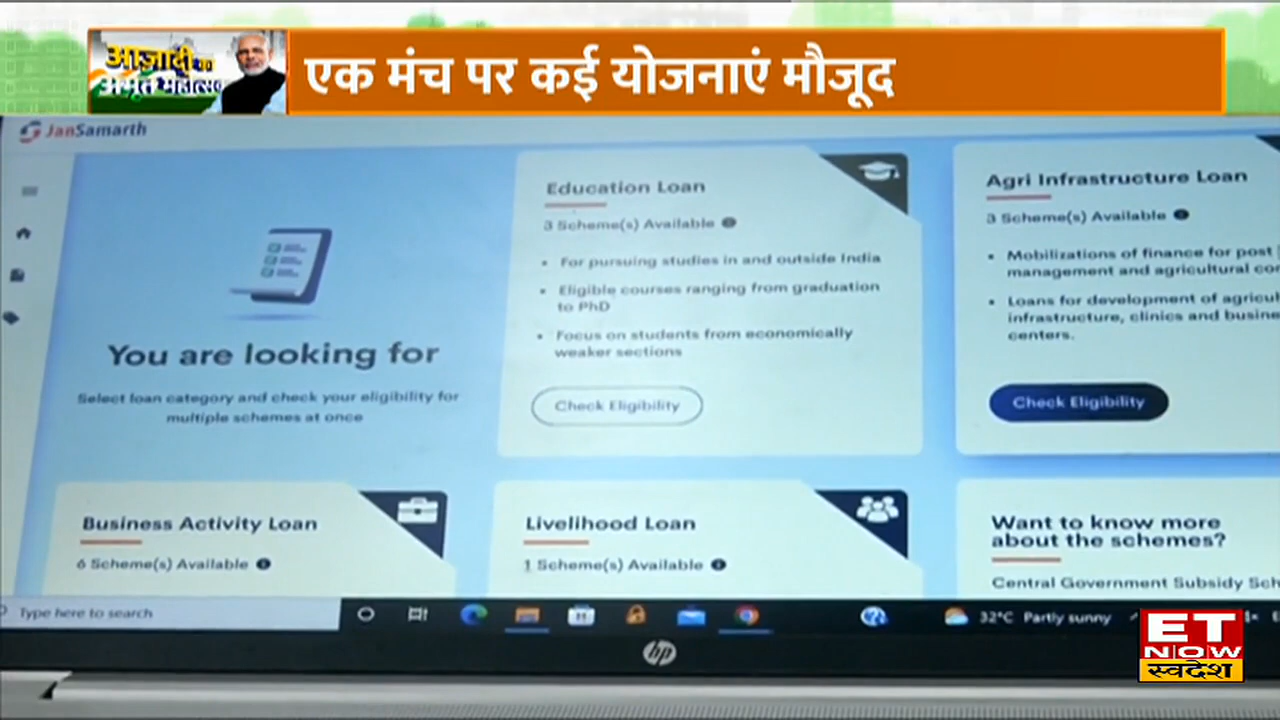 आज़ादी का
अमृत महोत्सव
एक मंच पर कई योजनाएं मौजूद
JanSamarth
You are looking for
Select loan category and check your eligibility for
multiple schemes at once
Education Loan
3 Scheme(s) Available
For pursuing studies in and outside India
Eligible courses ranging from graduation
to PhD
Focus on students from economically
weaker sections
Check Eligibility
Agri Infrastructure Loan
3 Scheme(s) Available
Mobilizations of finance for post
management and agricultural
Loans for development of
infrastructure, clinics and
centers.
Check Eligibility
Business Activity Loan
6 Scheme(s) Available
Livelihood Loan
1 Scheme(s) Available
Want to know more
about the schemes?
Central Government Subsidy
Type here to search
32°C Partly sunny
hp
ET
NOW
स्वदेश